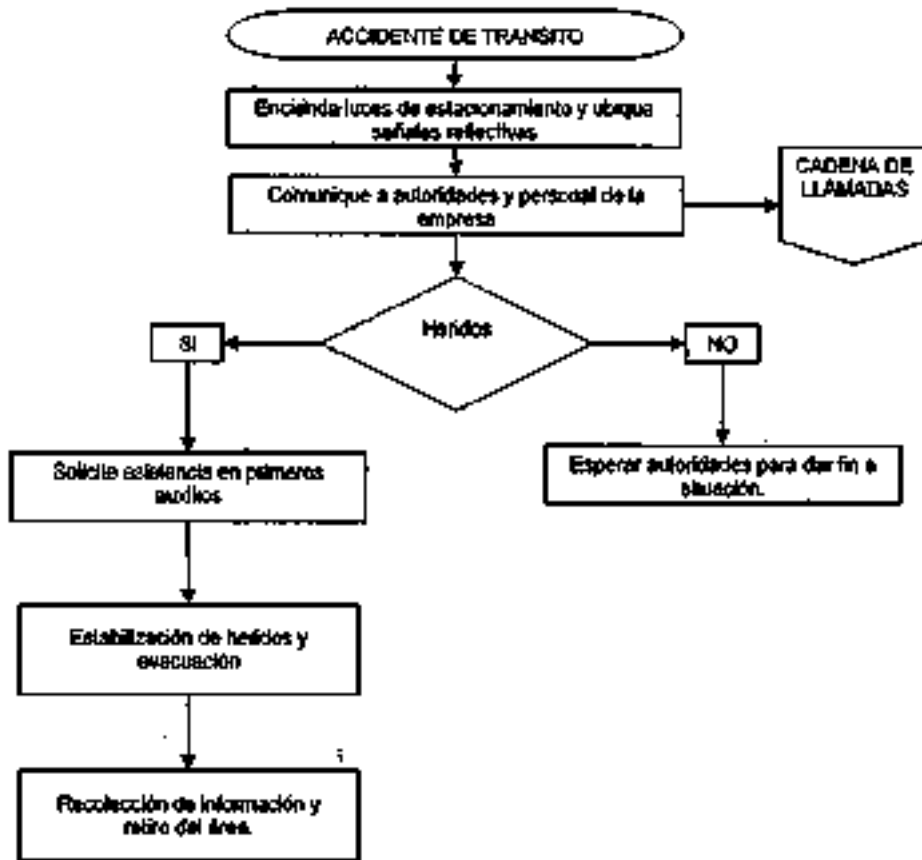 ACCIDENTE DE TRANSITO
Encienda luces de estacionamiento y ubique
señales reflectivas
CADENA DE
LLAMADAS
Comunique a autoridades y personal de la
empresa
Heridos
SI
NO
Solicite asistencia en primeros
auxilios
Esperar autoridades para dar fin a
situación.
Estabilización de heridos y
evacuación
Recolección de información y
retiro del área.